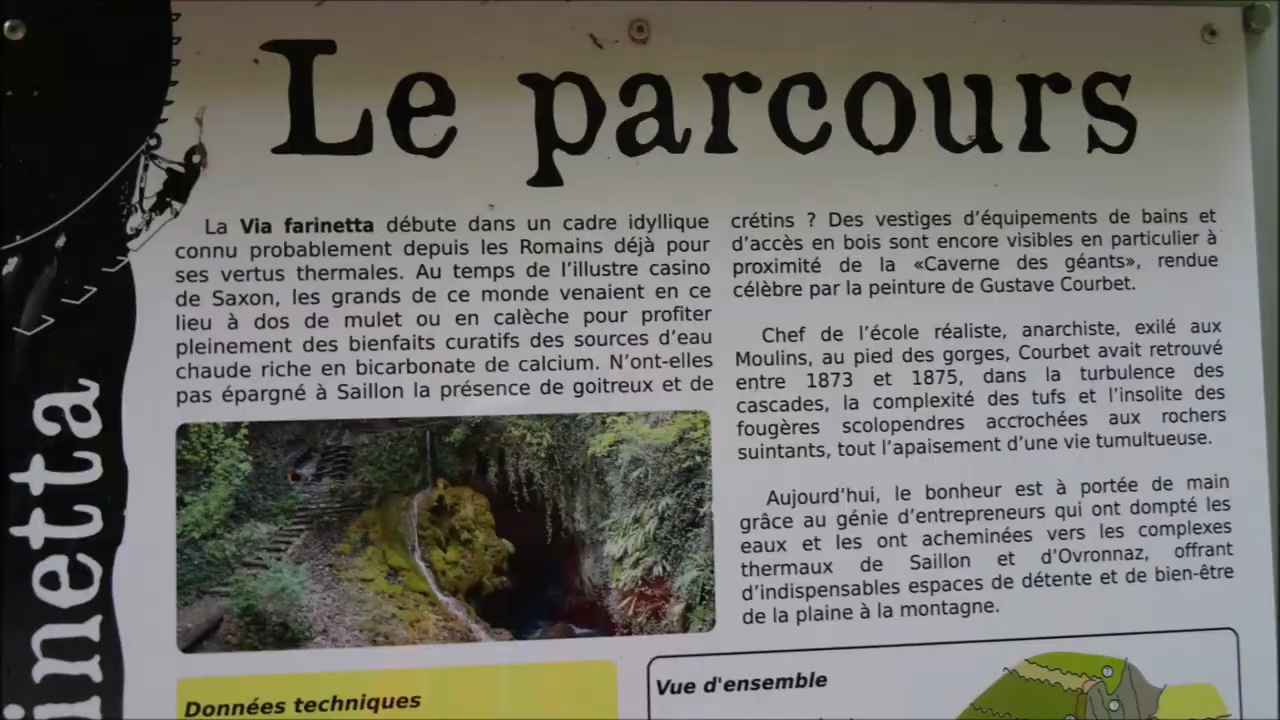 Le parcours
La Via farinetta débute dans un cadre idyllique
connu probablement depuis les Romains déjà pour
ses vertus thermales. Au temps de l'illustre casino
de Saxon, les grands de ce monde venaient en ce
lieu à dos de mulet ou en calèche pour profiter
pleinement des bienfaits curatifs des sources d'eau
chaude riche en bicarbonate de calcium. N'ont-elles
pas épargné à Saillon la présence de goitreux et de
crétins ? Des vestiges d'équipements de bains et
d'accès en bois sont encore visibles en particulier à
proximité de la «Caverne des géants», rendue
célèbre par la peinture de Gustave Courbet.
Chef de l'école réaliste, anarchiste, exilé aux
Moulins, au pied des gorges, Courbet avait retrouvé
entre 1873 et 1875, dans la turbulence des
cascades, la complexité des tufs et l'insolite des
fougères scolopendres accrochées aux rochers
suintants, tout l'apaisement d'une vie tumultueuse.
Aujourd'hui, le bonheur est à portée de main
grâce au génie d'entrepreneurs qui ont dompté les
eaux et les ont acheminées vers les complexes
thermaux de Saillon et d'Ovronnaz, offrant
d'indispensables espaces de détente et de bien-être
de la plaine à la montagne.
Données techniques
Vue d'ensemble
inetta